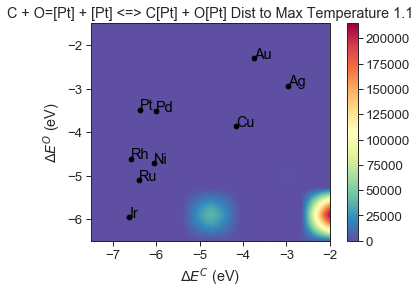 C + O=[Pt] + [Pt] <=> C[Pt] + O[Pt] Dist to Max Temperature 1.1
−2
−3
−4
−5
−6
ΔE^O (eV)
Au
Ag
Pt
Pd
Cu
Rh
Ni
Ru
Ir
−7
−6
−5
−4
−3
−2
ΔE^C (eV)
200000
175000
150000
125000
100000
75000
50000
25000
0